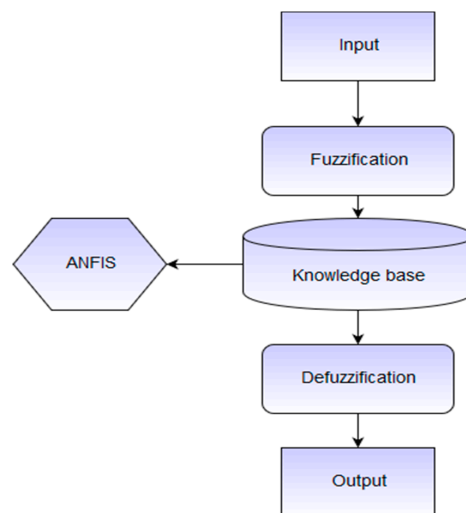 Input
Fuzzification
ANFIS
Knowledge base
Defuzzification
Output